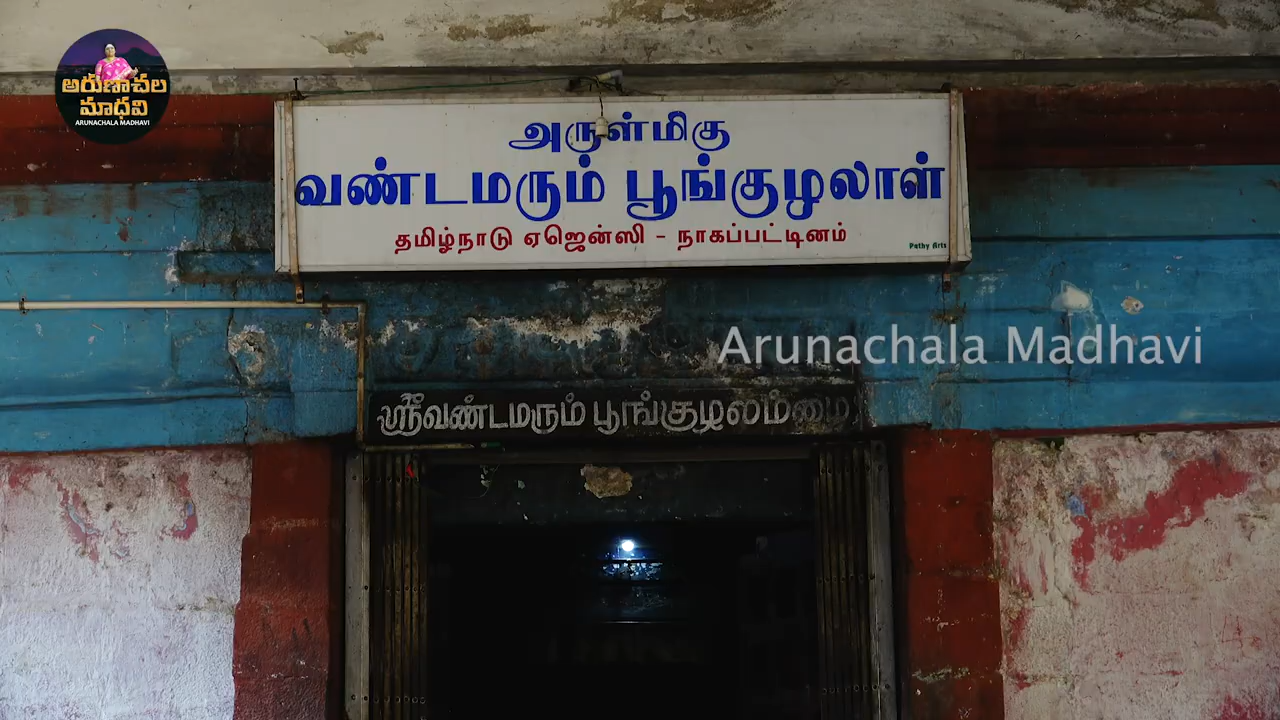 அருணாசல
மாధவி
ARUNACHALA MADHAVI
அருள்மிகு
வண்டமரும் பூங்குழலாள்
தமிழ்நாடு ஏஜென்ஸி - நாகப்பட்டினம்
Pathy Arts
Arunachala Madhavi
ஸ்ரீவண்டமரும் பூங்குழலம்மை